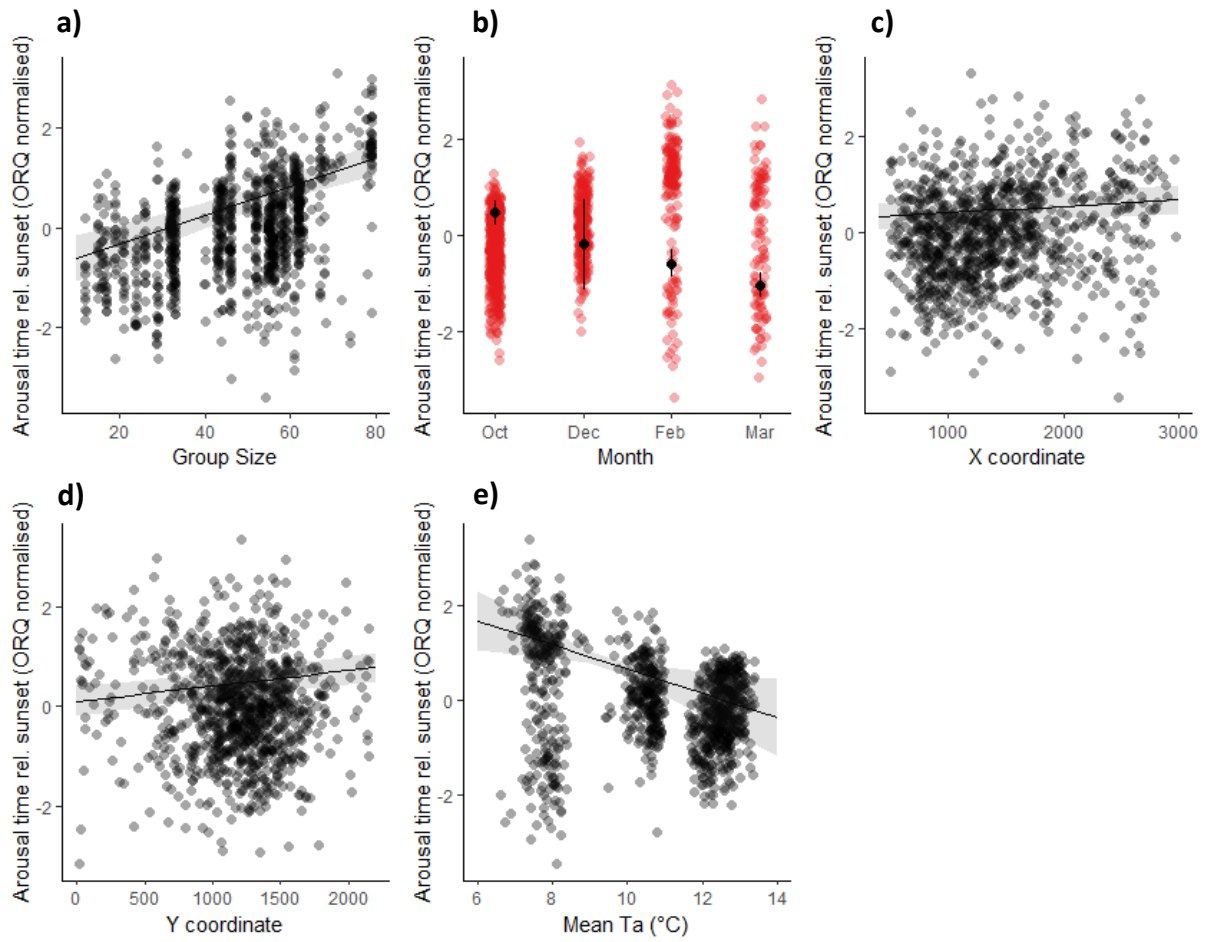 a)
Arousal time rel. sunset (ORQ normalised)
2
0
-2
20 40 60 80
Group Size
b)
Arousal time rel. sunset (ORQ normalised)
2
0
-2
Oct Dec Feb Mar
Month
c)
Arousal time rel. sunset (ORQ normalised)
2
0
-2
1000 2000 3000
X coordinate
d)
Arousal time rel. sunset (ORQ normalised)
2
0
-2
0 500 1000 1500 2000
Y coordinate
e)
Arousal time rel. sunset (ORQ normalised)
2
0
-2
6 8 10 12 14
Mean Ta (°C)